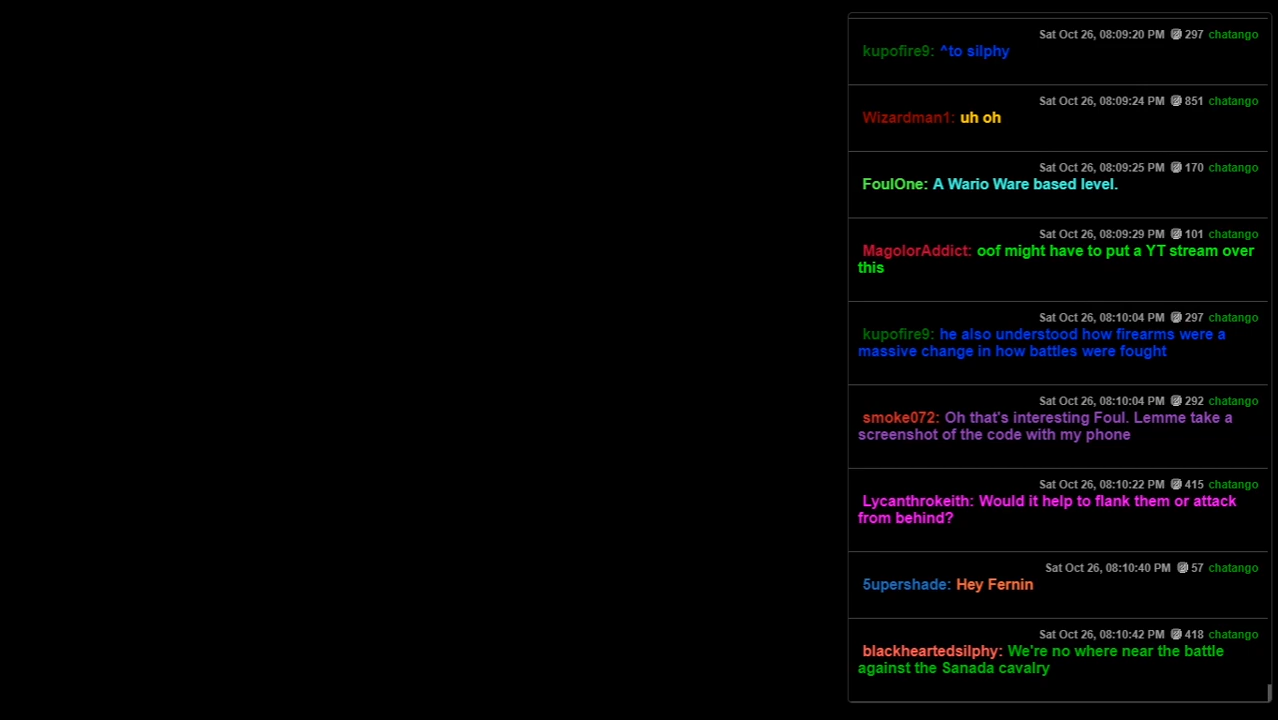 Sat Oct 26, 08:09:20 PM 297 chatango
kupofire9: ^to silphy
Sat Oct 26, 08:09:24 PM 851 chatango
Wizardman1: uh oh
Sat Oct 26, 08:09:25 PM 170 chatango
FoulOne: A Wario Ware based level.
Sat Oct 26, 08:09:29 PM 101 chatango
MagolorAddict: oof might have to put a YT stream over
this
Sat Oct 26, 08:10:04 PM 297 chatango
kupofire9: he also understood how firearms were a
massive change in how battles were fought
Sat Oct 26, 08:10:04 PM 292 chatango
smoke072: Oh that's interesting Foul. Lemme take a
screenshot of the code with my phone
Sat Oct 26, 08:10:22 PM 415 chatango
Lycanthrokeith: Would it help to flank them or attack
from behind?
Sat Oct 26, 08:10:40 PM 57 chatango
5upershade: Hey Fernin
Sat Oct 26, 08:10:42 PM 418 chatango
blackheartedsilphy: We're no where near the battle
against the Sanada cavalry